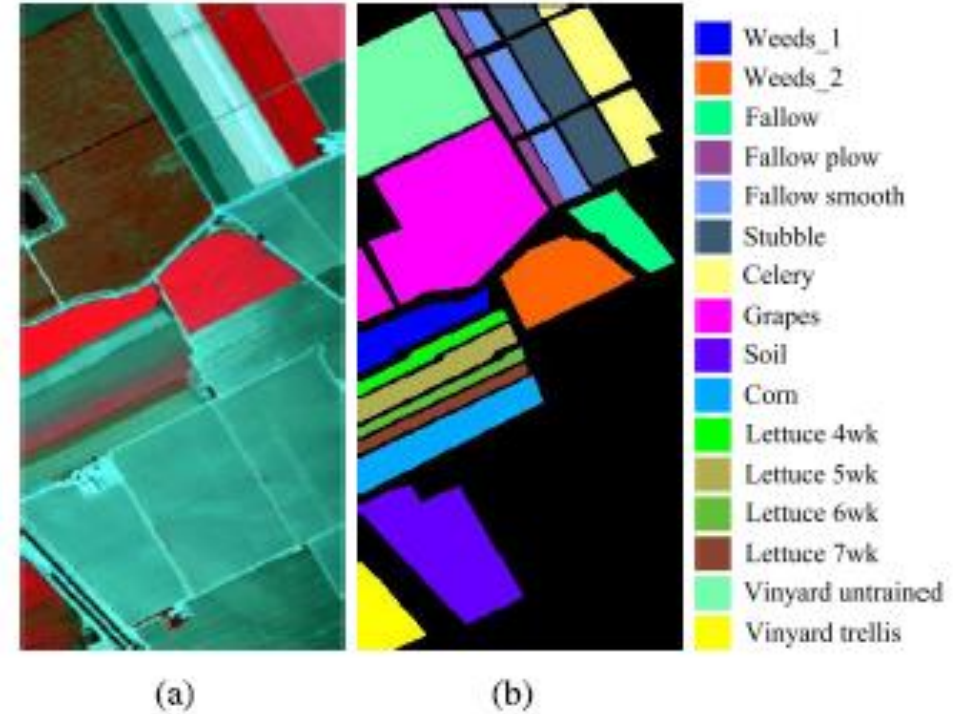 Weeds_1
Weeds_2
Fallow
Fallow plow
Fallow smooth
Stubble
Celery
Grapes
Soil
Corn
Lettuce 4wk
Lettuce 5wk
Lettuce 6wk
Lettuce 7wk
Vinyard untrained
Vinyard trellis
(a)
(b)